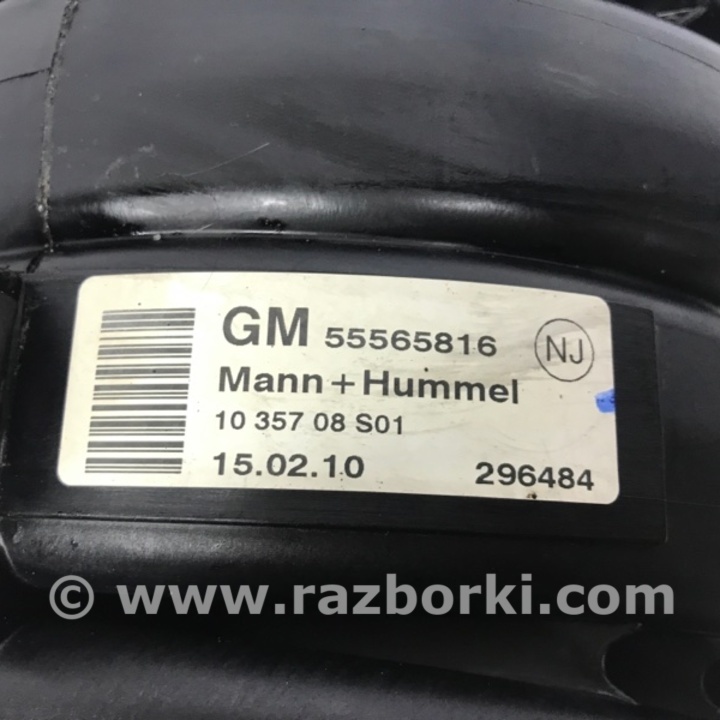 GM 55565816 NJ
Mann+Hummel
10 357 08 S01
15.02.10 296484
© www.razborki.com